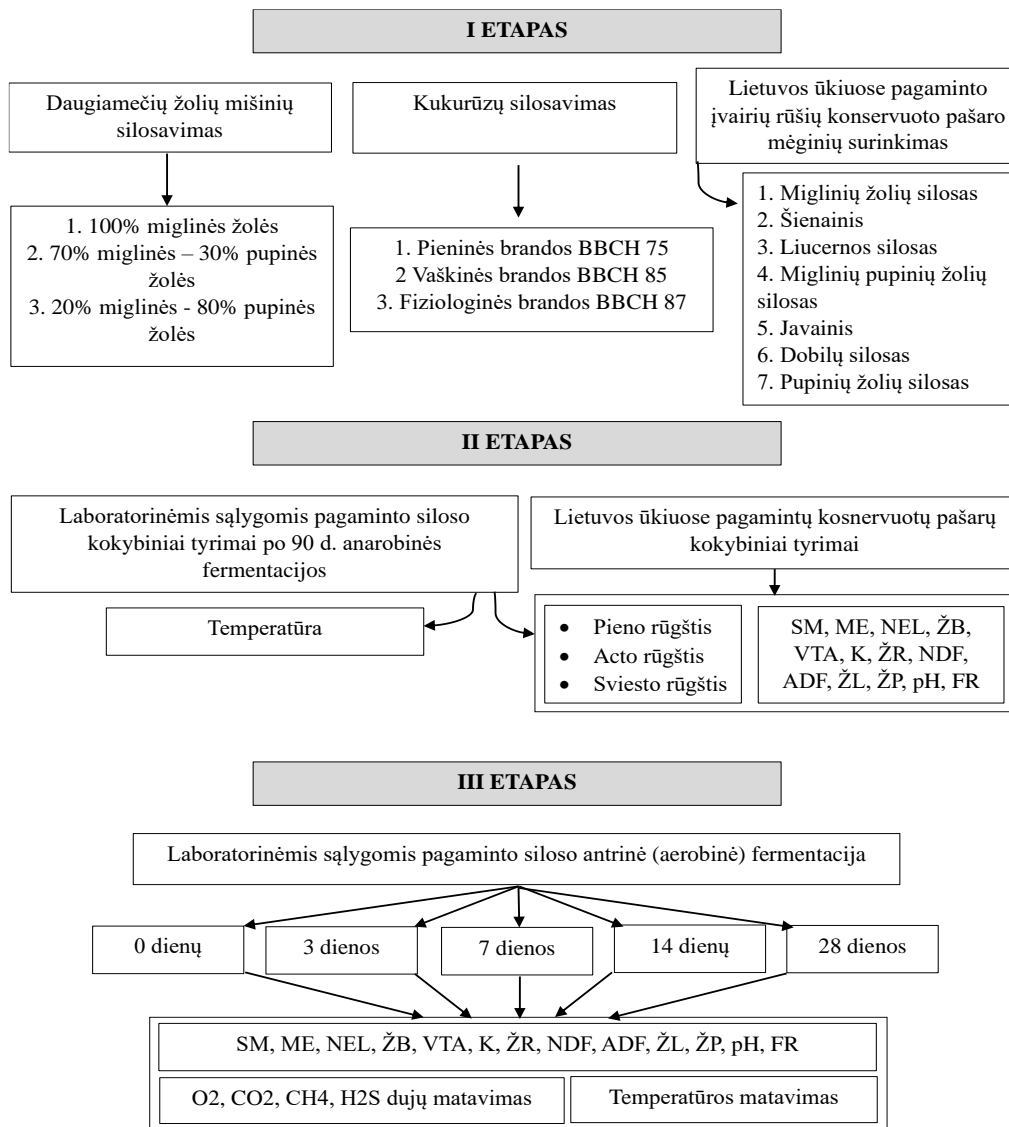 I ETAPAS
Daugiamečių žolių mišinių
silosavimas
Kukurūzų silosavimas
Lietuvos ūkiuose pagaminto
įvairių rūšių konservuoto pašaro
mėginių surinkimas
1. 100% miglinės žolės
2. 70% miglinės – 30% pupinės
žolės
3. 20% miglinės - 80% pupinės
žolės
1. Pieninės brandos BBCH 75
2 Vaškinės brandos BBCH 85
3. Fiziologinės brandos BBCH 87
1. Miglinių žolių silosas
2. Šienainis
3. Liucernos silosas
4. Miglinių pupinių žolių
silosas
5. Javainis
6. Dobilų silosas
7. Pupinių žolių silosas
II ETAPAS
Laboratorinėmis sąlygomis pagaminto siloso
kokybiniai tyrimai po 90 d. anarobinės
fermentacijos
Lietuvos ūkiuose pagamintų kosnervuotų pašarų
kokybiniai tyrimai
Temperatūra
• Pieno rūgštis
• Acto rūgštis
• Sviesto rūgštis
SM, ME, NEL, ŽB,
VTA, K, ŽR, NDF,
ADF, ŽL, ŽP, pH, FR
III ETAPAS
Laboratorinėmis sąlygomis pagaminto siloso antrinė (aerobinė) fermentacija
0 dienų
3 dienos
7 dienos
14 dienų
28 dienos
SM, ME, NEL, ŽB, VTA, K, ŽR, NDF, ADF, ŽL, ŽP, pH, FR
O2, CO2, CH4, H2S dujų matavimas
Temperatūros matavimas